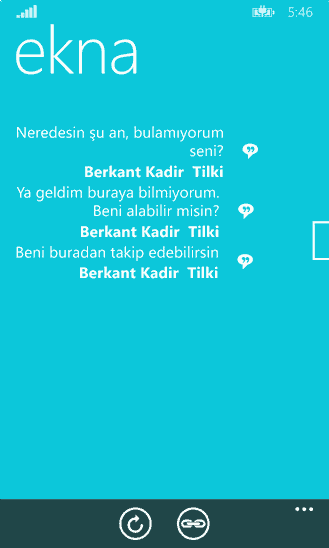 5:46
ekna
Neredesin şu an, bulamıyorum
seni?
Berkant Kadir Tilki
Ya geldim buraya bilmiyorum.
Beni alabilir misin?
Berkant Kadir Tilki
Beni buradan takip edebilirsin
Berkant Kadir Tilki